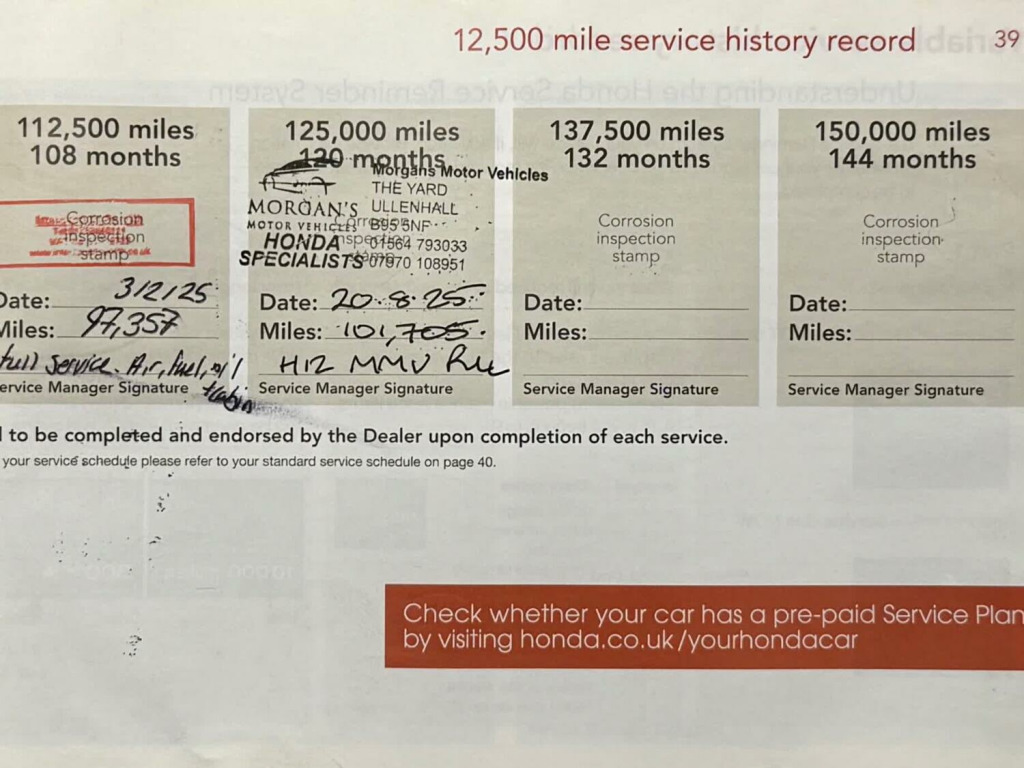 12,500 mile service history record
39
112,500 miles
108 months
Corrosion
inspection
stamp
Date: 3/2/25
Miles: 97,357
full service. Air, fuel, oil
+ cabin
Service Manager Signature
125,000 miles
120 months
Morgans Motor Vehicles
THE YARD
MORGAN'S ULLENHALL
MOTOR VEHICLES B95 5NF
HONDA 01564 793033
SPECIALISTS 07970 108951
Corrosion
inspection
stamp
Date: 20.8.25
Miles: 101,705.
H12 MMV
Service Manager Signature
137,500 miles
132 months
Corrosion
inspection
stamp
Date:
Miles:
Service Manager Signature
150,000 miles
144 months
Corrosion
inspection
stamp
Date:
Miles:
Service Manager Signature
to be completed and endorsed by the Dealer upon completion of each service.
your service schedule please refer to your standard service schedule on page 40.
Check whether your car has a pre-paid Service Plan
by visiting honda.co.uk/yourhondacar